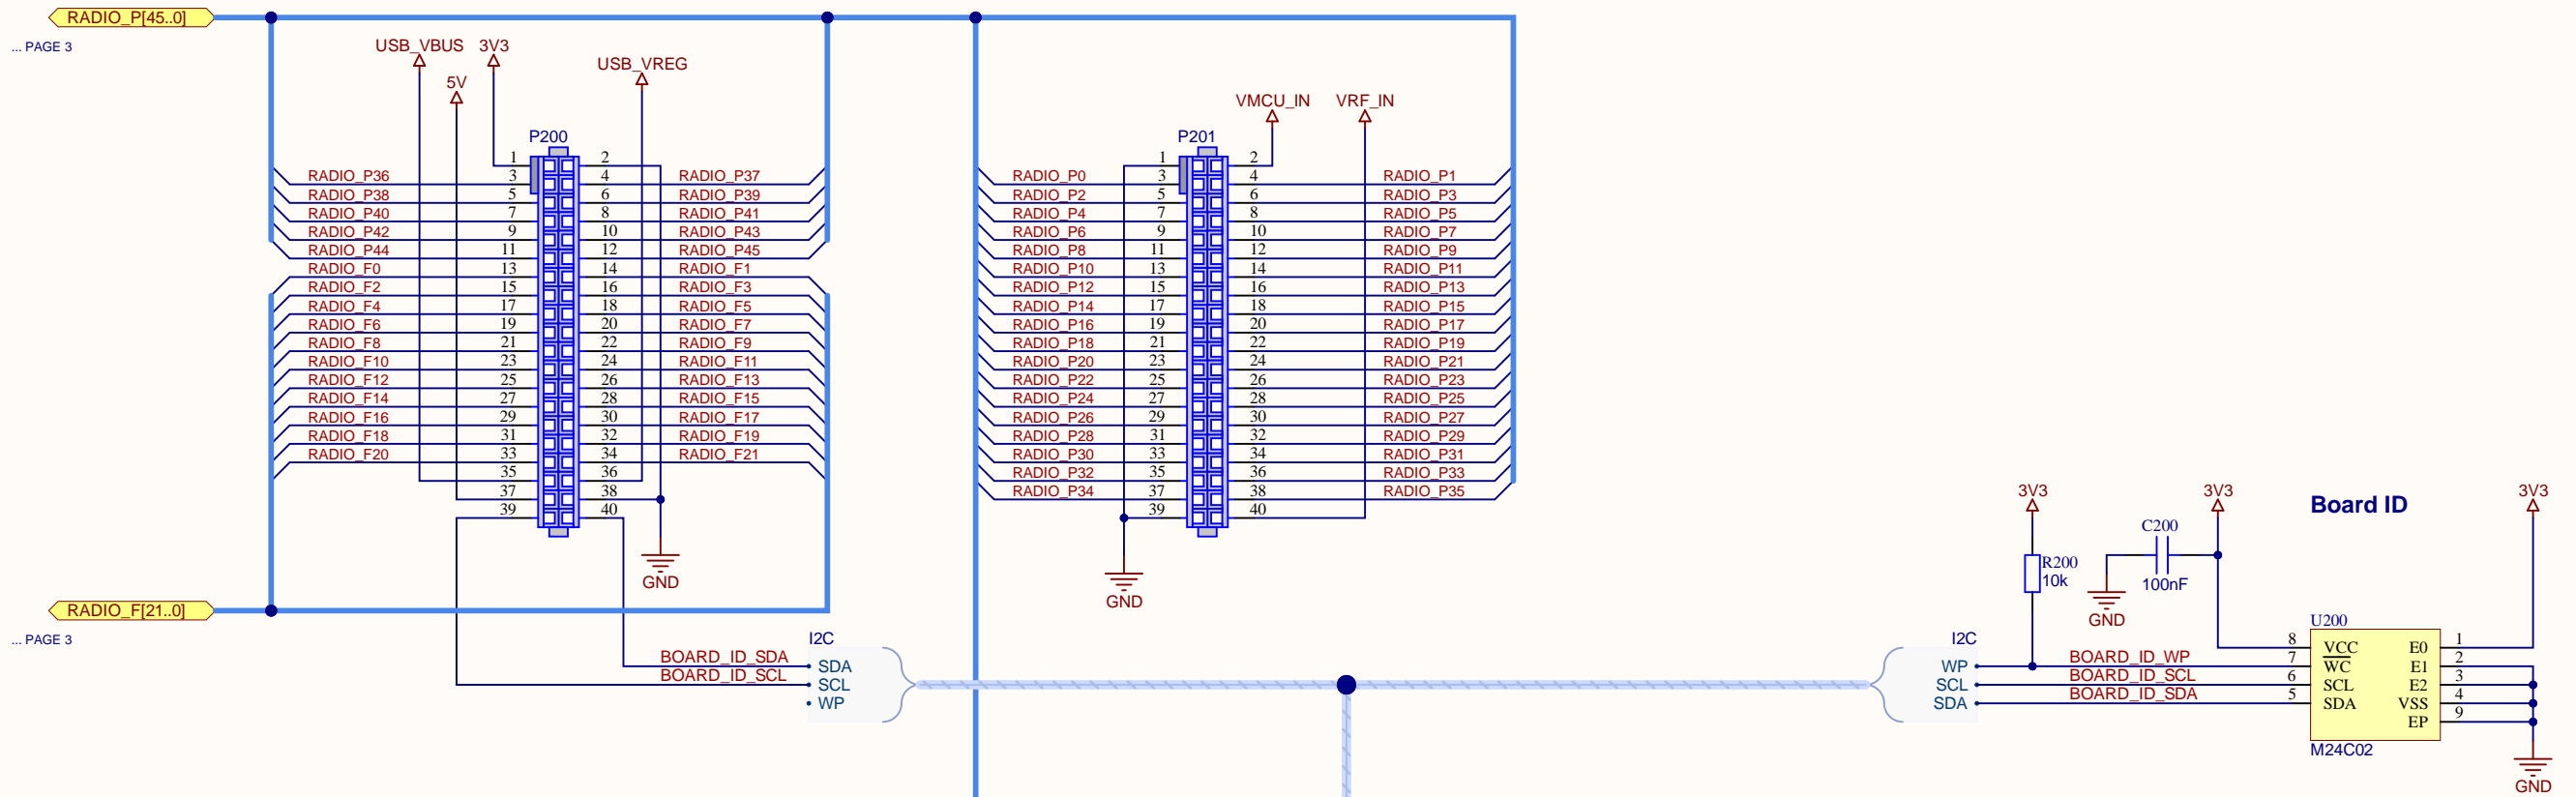 RADIO_P[45..0]
... PAGE 3
USB_VBUS 3V3
USB_VREG
5V
P200
1 2
RADIO_P36 3 4 RADIO_P37
RADIO_P38 5 6 RADIO_P39
RADIO_P40 7 8 RADIO_P41
RADIO_P42 9 10 RADIO_P43
RADIO_P44 11 12 RADIO_P45
RADIO_F0 13 14 RADIO_F1
RADIO_F2 15 16 RADIO_F3
RADIO_F4 17 18 RADIO_F5
RADIO_F6 19 20 RADIO_F7
RADIO_F8 21 22 RADIO_F9
RADIO_F10 23 24 RADIO_F11
RADIO_F12 25 26 RADIO_F13
RADIO_F14 27 28 RADIO_F15
RADIO_F16 29 30 RADIO_F17
RADIO_F18 31 32 RADIO_F19
RADIO_F20 33 34 RADIO_F21
35 36
37 38
39 40
GND
RADIO_F[21..0]
... PAGE 3
VMCU_IN VRF_IN
P201
1 2
RADIO_P0 3 4 RADIO_P1
RADIO_P2 5 6 RADIO_P3
RADIO_P4 7 8 RADIO_P5
RADIO_P6 9 10 RADIO_P7
RADIO_P8 11 12 RADIO_P9
RADIO_P10 13 14 RADIO_P11
RADIO_P12 15 16 RADIO_P13
RADIO_P14 17 18 RADIO_P15
RADIO_P16 19 20 RADIO_P17
RADIO_P18 21 22 RADIO_P19
RADIO_P20 23 24 RADIO_P21
RADIO_P22 25 26 RADIO_P23
RADIO_P24 27 28 RADIO_P25
RADIO_P26 29 30 RADIO_P27
RADIO_P28 31 32 RADIO_P29
RADIO_P30 33 34 RADIO_P31
RADIO_P32 35 36 RADIO_P33
RADIO_P34 37 38 RADIO_P35
39 40
GND
I2C
BOARD_ID_SDA SDA
BOARD_ID_SCL SCL
WP
3V3 3V3 Board ID 3V3
C200
R200
10k 100nF
GND
U200
I2C
8 VCC E0 1
WP BOARD_ID_WP 7 WC E1 2
SCL BOARD_ID_SCL 6 SCL E2 3
SDA BOARD_ID_SDA 5 SDA VSS 4
EP 9
M24C02
GND